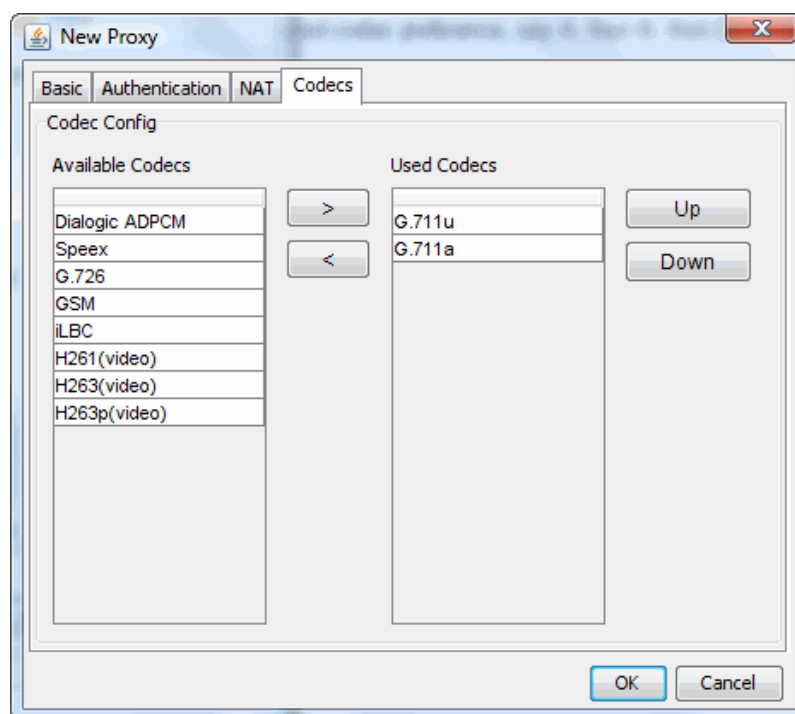 New Proxy
X
Basic Authentication NAT Codecs
Codec Config
Available Codecs
Dialogic ADPCM
Speex
G.726
GSM
iLBC
H261(video)
H263(video)
H263p(video)
>
<
Used Codecs
G.711u
G.711a
Up
Down
OK Cancel